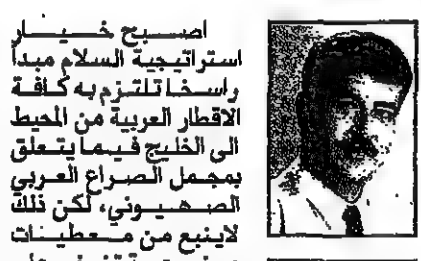 اصبح خيار
استراتيجية السلام مبدأ
راسخا تلتزم به كافة
الاقطار العربية من المحيط
الى الخليج فيما يتعلق
بمجمل الصراع العربي
الصهيوني، لكن ذلك
لاينبع من معطيات